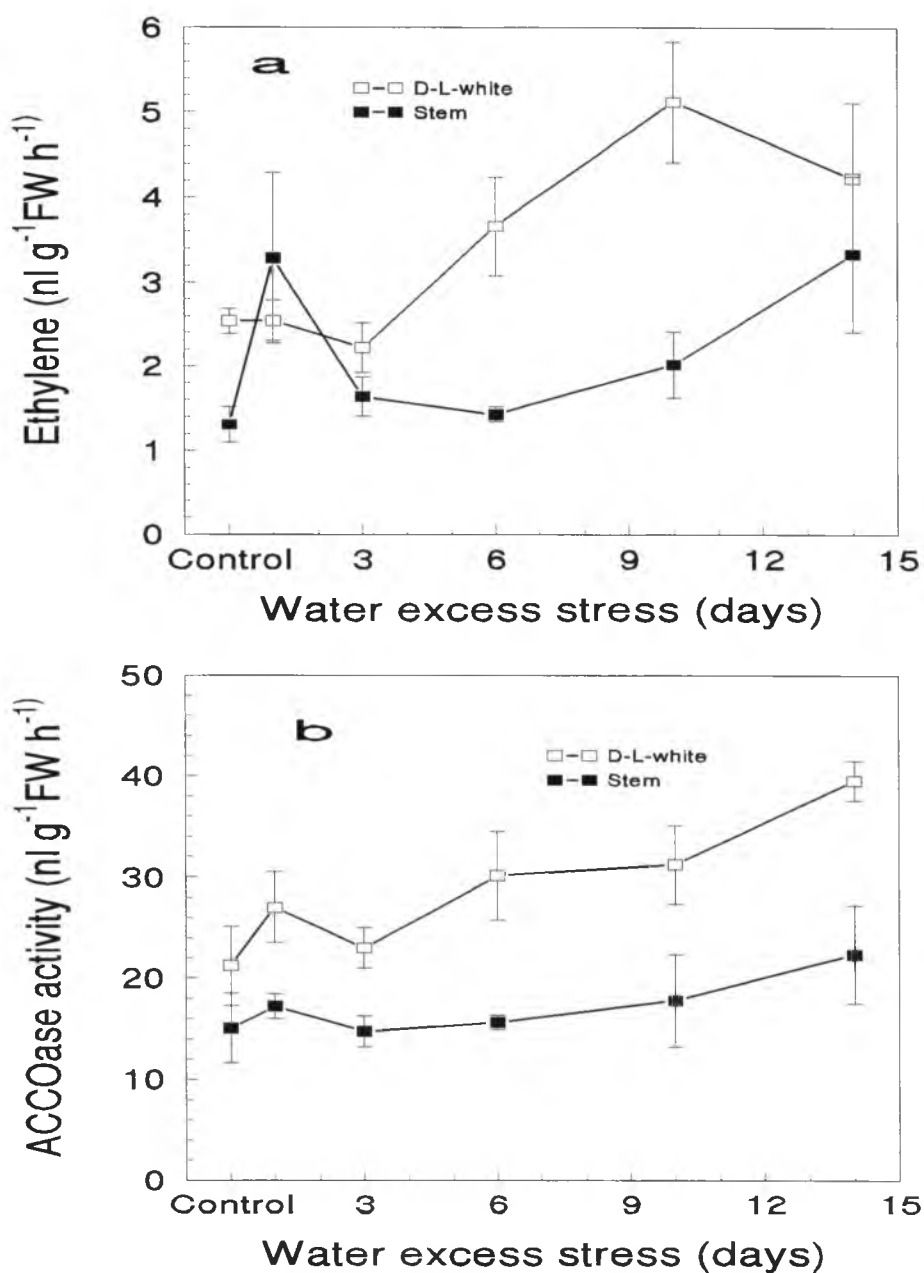 6
a
D-L-white
Stem
5
4
3
2
1
0
Ethylene (nl g⁻¹FW h⁻¹)
Control 3 6 9 12 15
Water excess stress (days)
50
b
D-L-white
Stem
40
30
20
10
0
ACCOase activity (nl g⁻¹FW h⁻¹)
Control 3 6 9 12 15
Water excess stress (days)